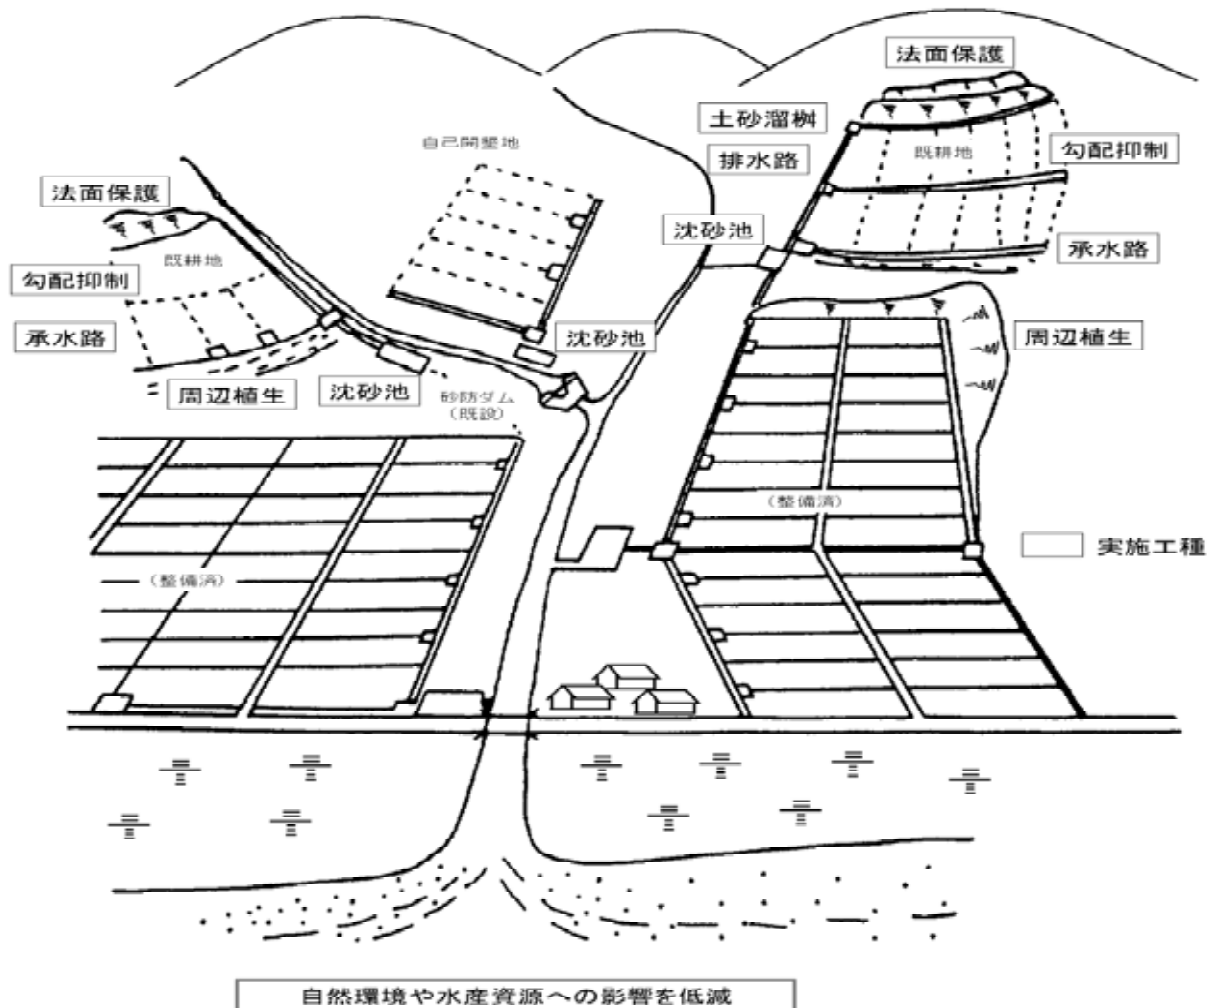 法面保護
土砂溜桝
自己開墾地
排水路
既耕地
勾配抑制
法面保護
沈砂池
承水路
既耕地
勾配抑制
承水路
沈砂池
周辺植生
周辺植生
沈砂池
砂防ダム
（既設）
（整備済）
実施工種
（整備済）
自然環境や水産資源への影響を低減